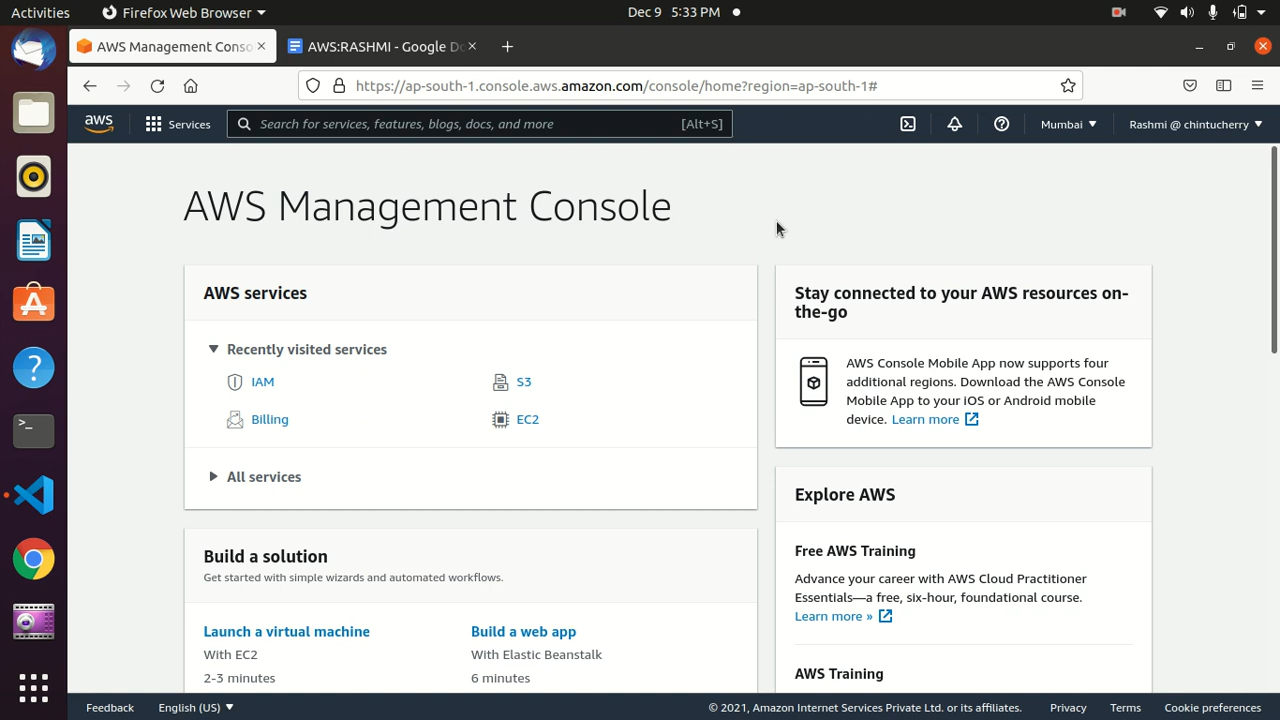 Activities
Firefox Web Browser
Dec 9 5:33 PM
AWS Management Conso
AWS:RASHMI - Google Do
https://ap-south-1.console.aws.amazon.com/console/home?region=ap-south-1#
aws
Services
Search for services, features, blogs, docs, and more
[Alt+S]
Mumbai
Rashmi @ chintucherry
AWS Management Console
AWS services
Recently visited services
IAM
S3
Billing
EC2
All services
Build a solution
Get started with simple wizards and automated workflows.
Launch a virtual machine
With EC2
2-3 minutes
Build a web app
With Elastic Beanstalk
6 minutes
Stay connected to your AWS resources on-
the-go
AWS Console Mobile App now supports four
additional regions. Download the AWS Console
Mobile App to your iOS or Android mobile
device. Learn more
Explore AWS
Free AWS Training
Advance your career with AWS Cloud Practitioner
Essentials—a free, six-hour, foundational course.
Learn more »
AWS Training
Feedback
English (US)
© 2021, Amazon Internet Services Private Ltd. or its affiliates.
Privacy
Terms
Cookie preferences